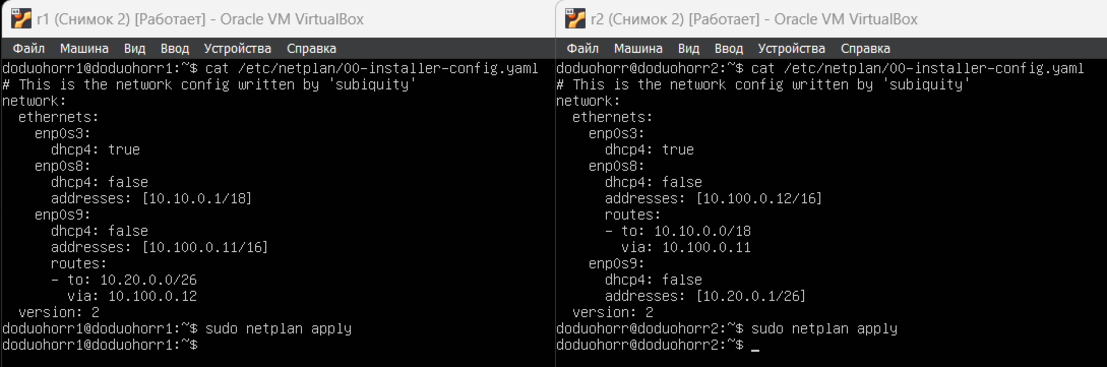 r1 (Снимок 2) [Работает] - Oracle VM VirtualBox
Файл Машина Вид Ввод Устройства Справка
doduohorr1@doduohorr1:~$ cat /etc/netplan/00-installer-config.yaml
# This is the network config written by 'subiquity'
network:
  ethernets:
    enp0s3:
      dhcp4: true
    enp0s8:
      dhcp4: false
      addresses: [10.10.0.1/18]
    enp0s9:
      dhcp4: false
      addresses: [10.100.0.11/16]
      routes:
      - to: 10.20.0.0/26
        via: 10.100.0.12
  version: 2
doduohorr1@doduohorr1:~$ sudo netplan apply
doduohorr1@doduohorr1:~$
r2 (Снимок 2) [Работает] - Oracle VM VirtualBox
Файл Машина Вид Ввод Устройства Справка
doduohorr@doduohorr2:~$ cat /etc/netplan/00-installer-config.yaml
# This is the network config written by 'subiquity'
network:
  ethernets:
    enp0s3:
      dhcp4: true
    enp0s8:
      dhcp4: false
      addresses: [10.100.0.12/16]
      routes:
      - to: 10.10.0.0/18
        via: 10.100.0.11
    enp0s9:
      dhcp4: false
      addresses: [10.20.0.1/26]
  version: 2
doduohorr@doduohorr2:~$ sudo netplan apply
doduohorr@doduohorr2:~$ _